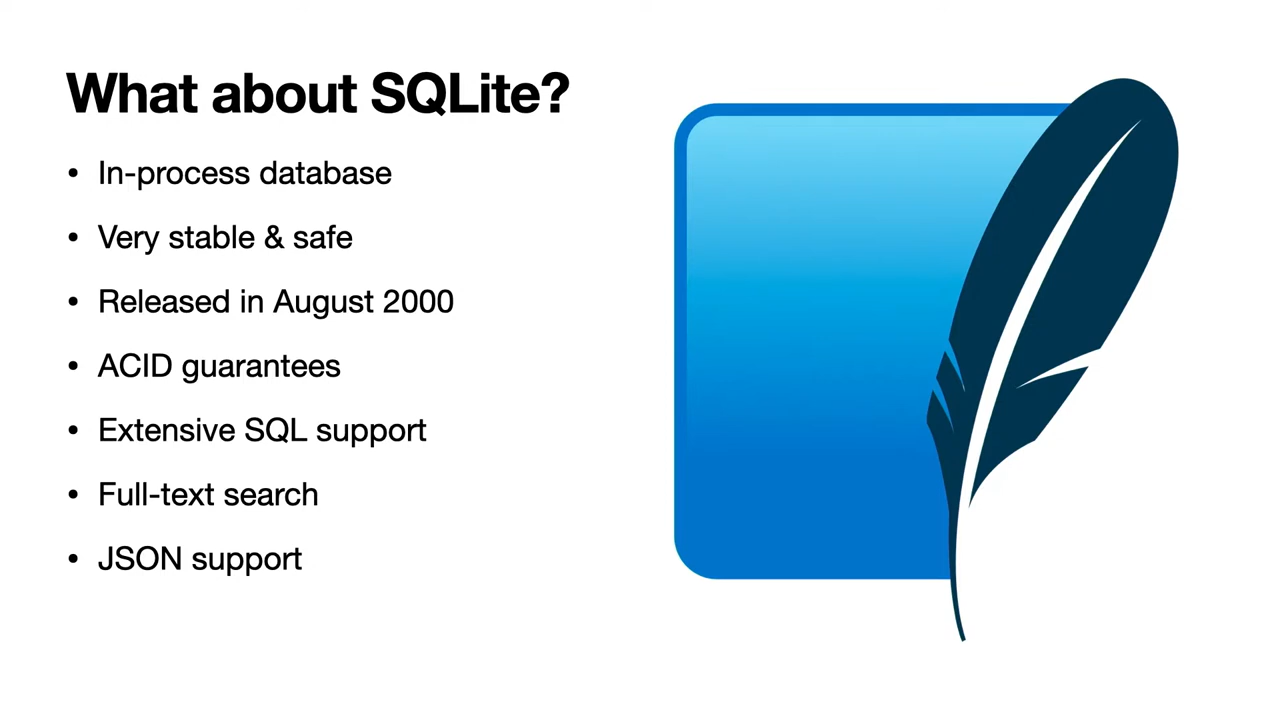 What about SQLite?
• In-process database
• Very stable & safe
• Released in August 2000
• ACID guarantees
• Extensive SQL support
• Full-text search
• JSON support